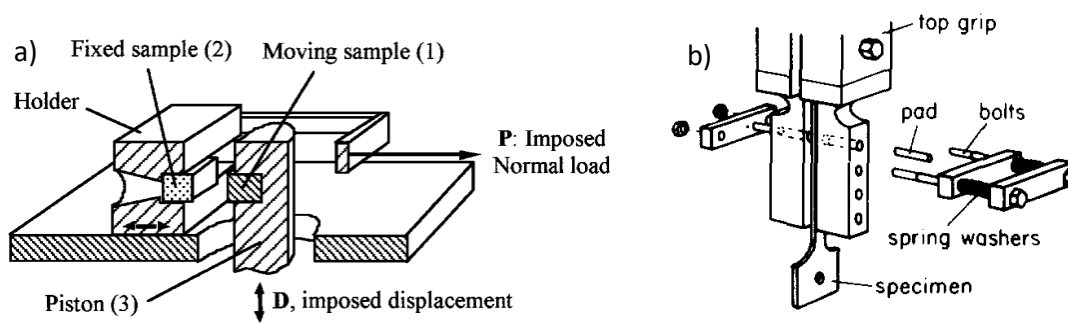 a)
Fixed sample (2)
Moving sample (1)
Holder
P: Imposed
Normal load
Piston (3)
D, imposed displacement
b)
top grip
pad
bolts
spring washers
specimen